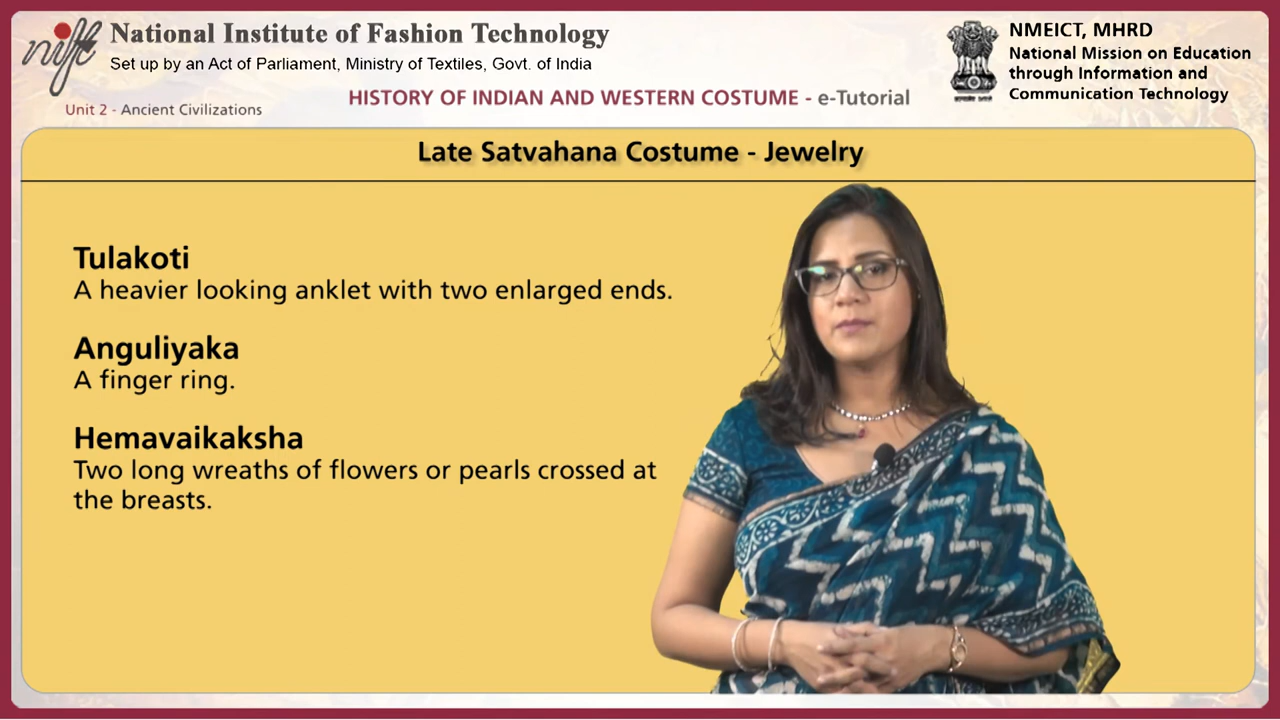 nift
National Institute of Fashion Technology
Set up by an Act of Parliament, Ministry of Textiles, Govt. of India
NMEICT, MHRD
National Mission on Education
through Information and
Communication Technology
HISTORY OF INDIAN AND WESTERN COSTUME - e-Tutorial
Unit 2 - Ancient Civilizations
Late Satvahana Costume - Jewelry
Tulakoti
A heavier looking anklet with two enlarged ends.
Anguliyaka
A finger ring.
Hemavaikaksha
Two long wreaths of flowers or pearls crossed at
the breasts.